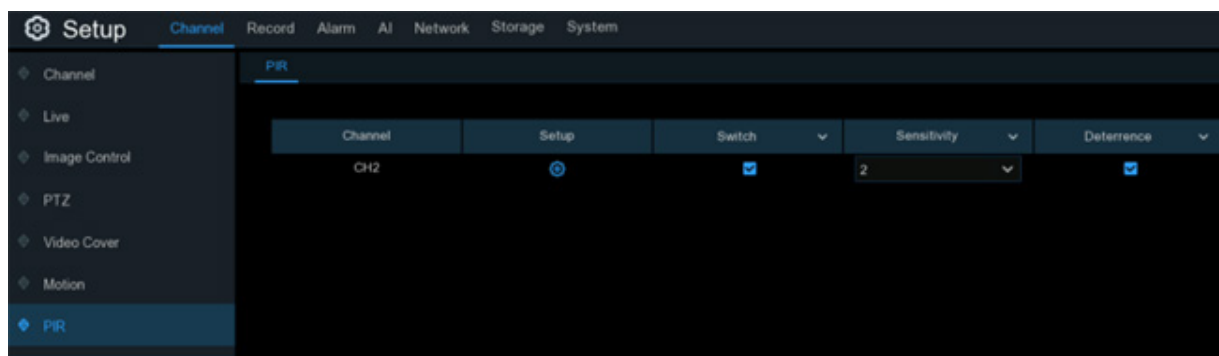 Setup Channel Record Alarm AI Network Storage System
Channel
Live
Image Control
PTZ
Video Cover
Motion
PIR
PIR
Channel Setup Switch Sensitivity Deterrence
CH2 2